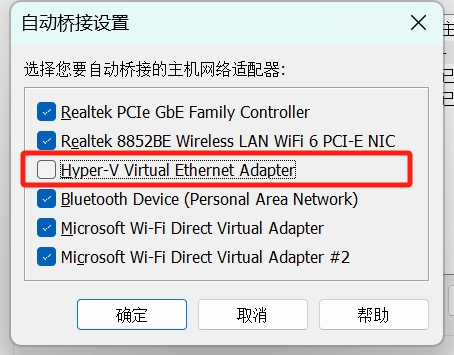 自动桥接设置
选择您要自动桥接的主机网络适配器:
Realtek PCIe GbE Family Controller
Realtek 8852BE Wireless LAN WiFi 6 PCI-E NIC
Hyper-V Virtual Ethernet Adapter
Bluetooth Device (Personal Area Network)
Microsoft Wi-Fi Direct Virtual Adapter
Microsoft Wi-Fi Direct Virtual Adapter #2
确定 取消 帮助